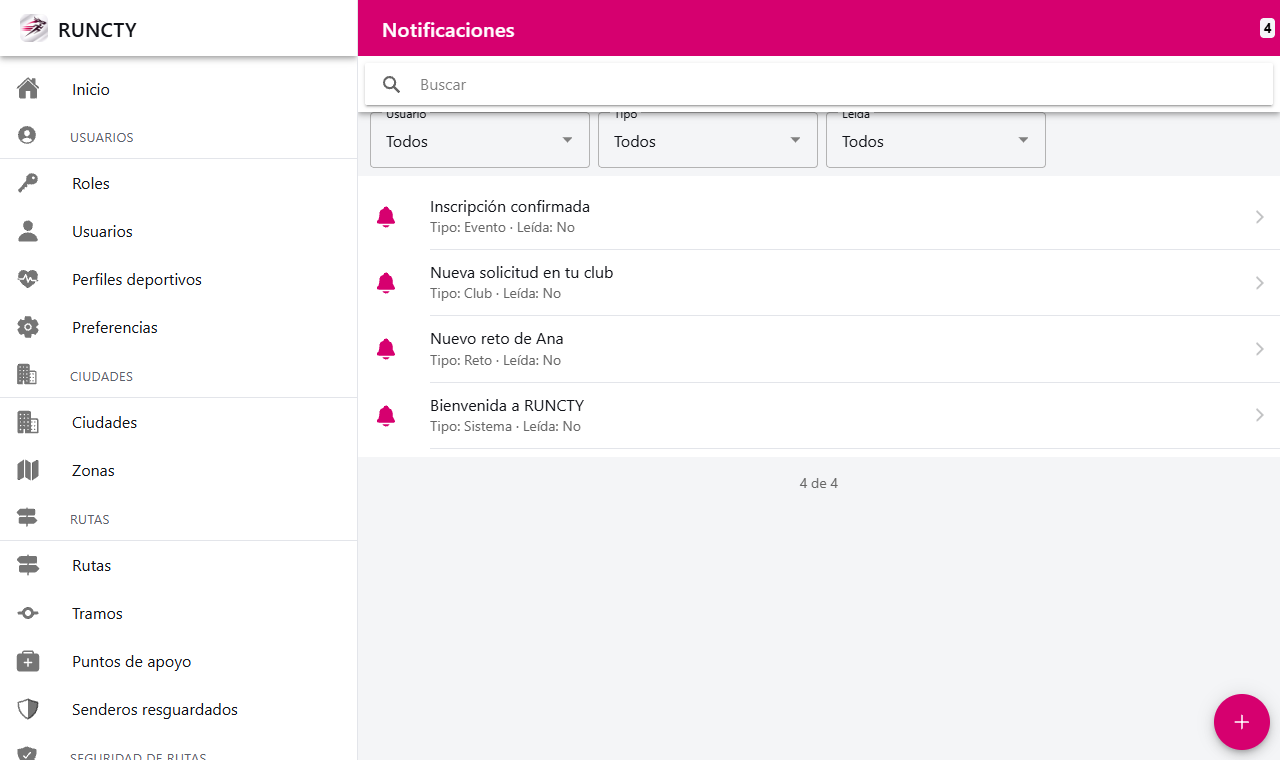 RUNCTY
Inicio
USUARIOS
Roles
Usuarios
Perfiles deportivos
Preferencias
CIUDADES
Ciudades
Zonas
RUTAS
Rutas
Tramos
Puntos de apoyo
Senderos resguardados
SEGURIDAD DE RUTAS
Notificaciones
4
Buscar
Usuario
Todos
Tipo
Todos
Leída
Todos
Inscripción confirmada
Tipo: Evento · Leída: No
Nueva solicitud en tu club
Tipo: Club · Leída: No
Nuevo reto de Ana
Tipo: Reto · Leída: No
Bienvenida a RUNCTY
Tipo: Sistema · Leída: No
4 de 4